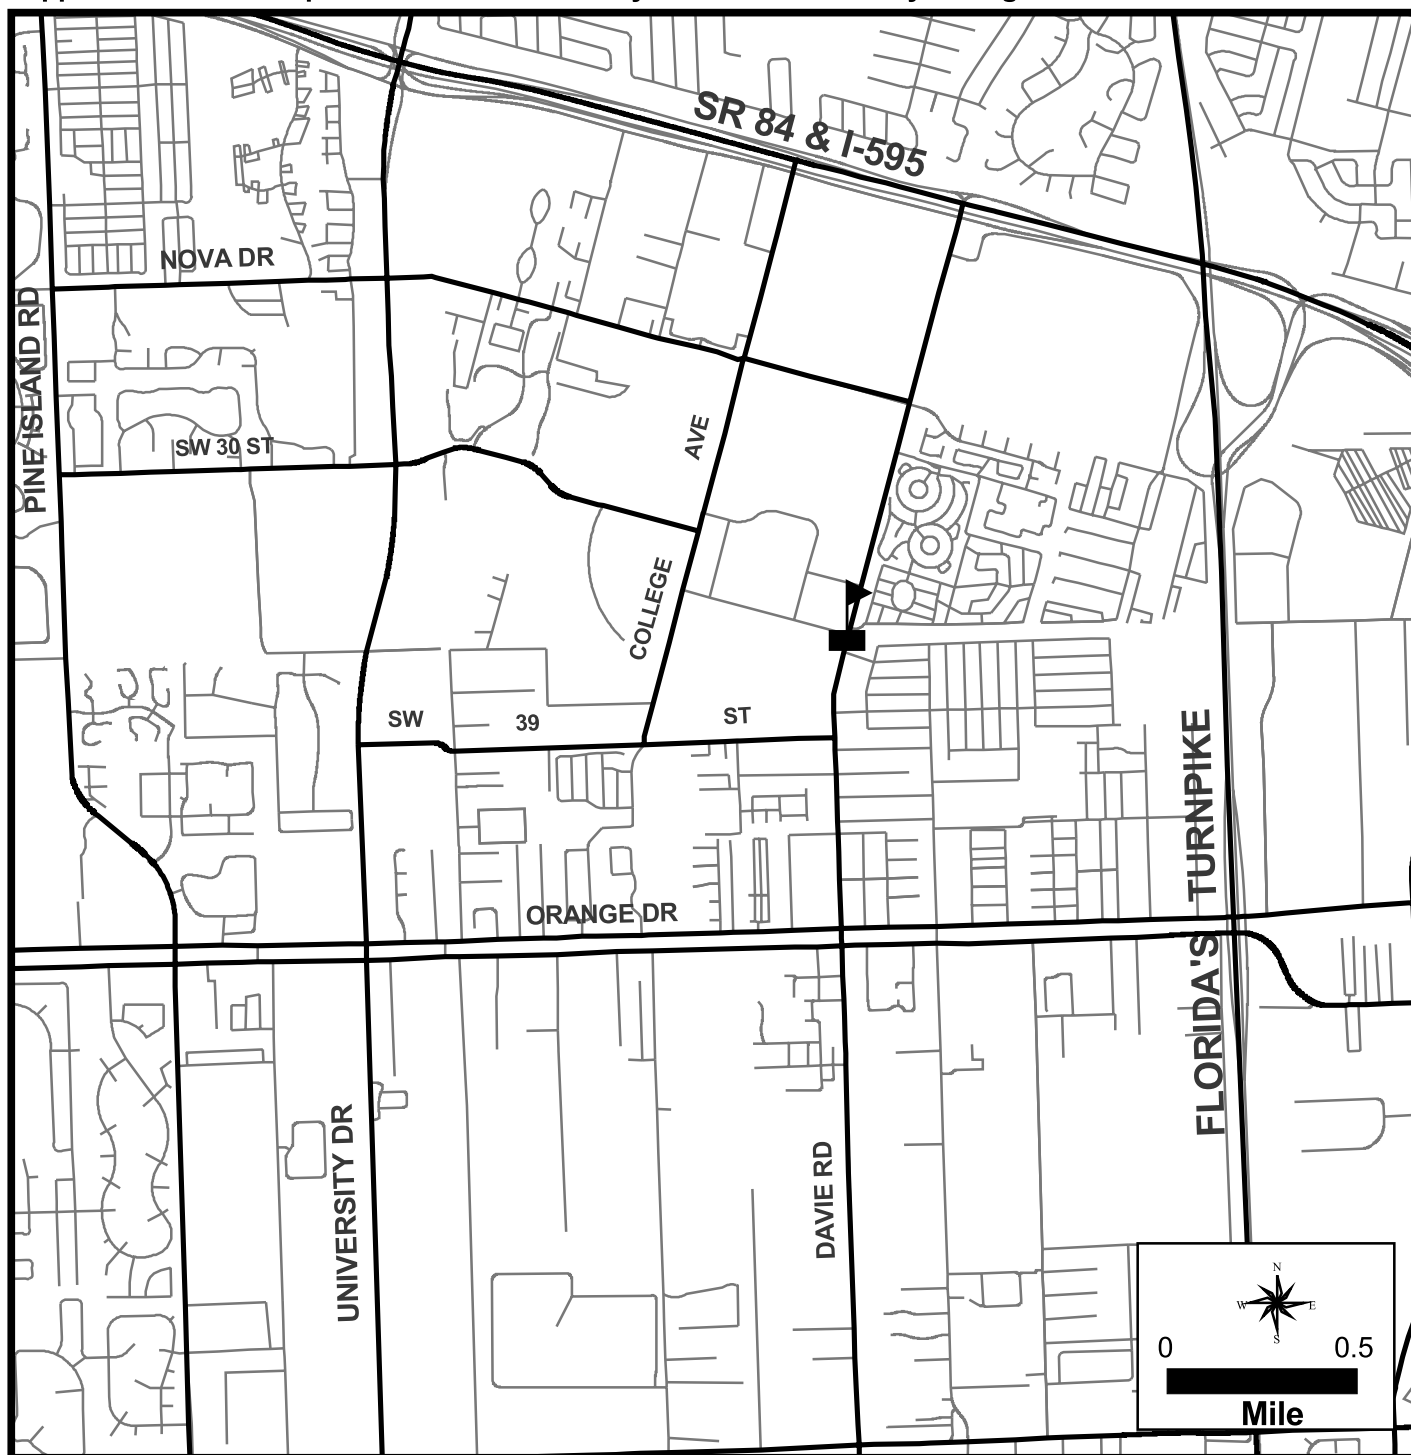 SR 84 & I-595
NOVA DR
PINE ISLAND RD
SW 30 ST
AVE
COLLEGE
SW 39 ST
FLORIDA'S TURNPIKE
ORANGE DR
UNIVERSITY DR
DAVIE RD
N
W E
S
0 0.5
Mile